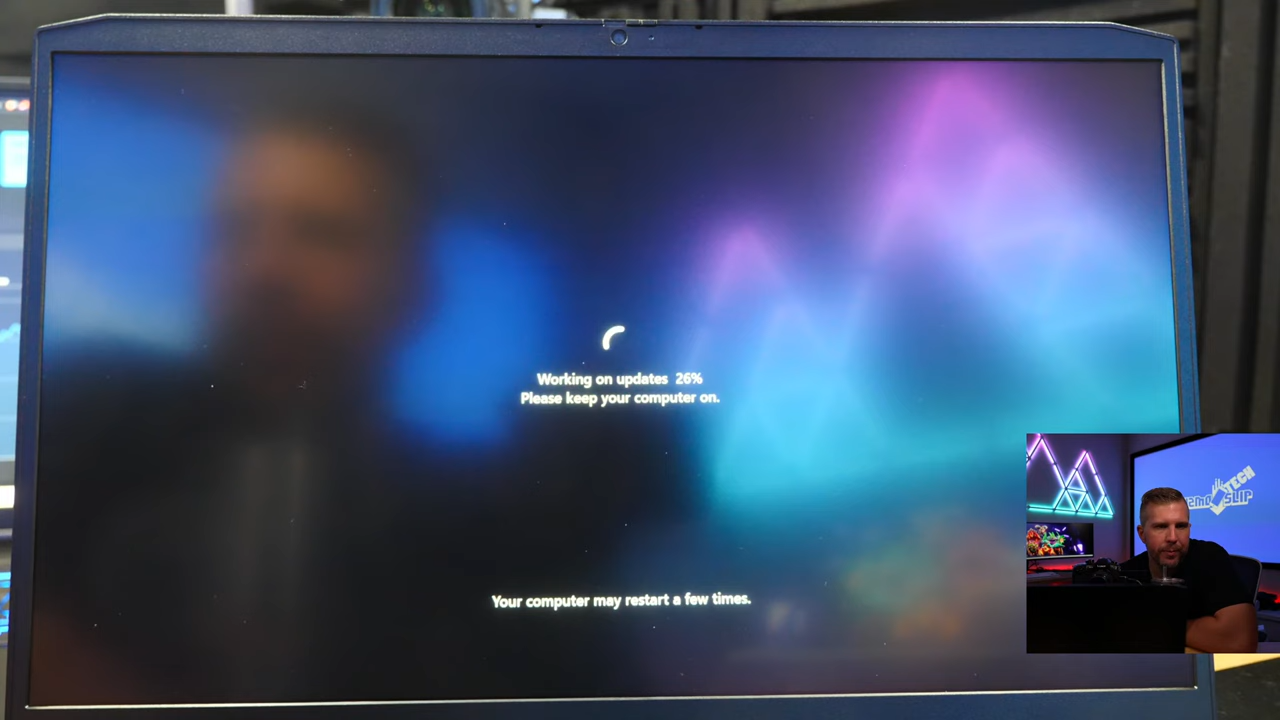 Working on updates 26%
Please keep your computer on.
Your computer may restart a few times.
TECH
SLIP